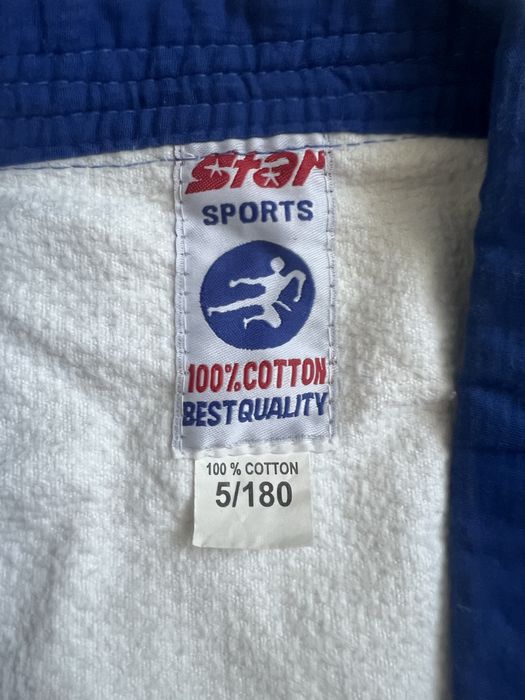 Star
SPORTS
100%COTTON
BESTQUALITY
100 % COTTON
5/180